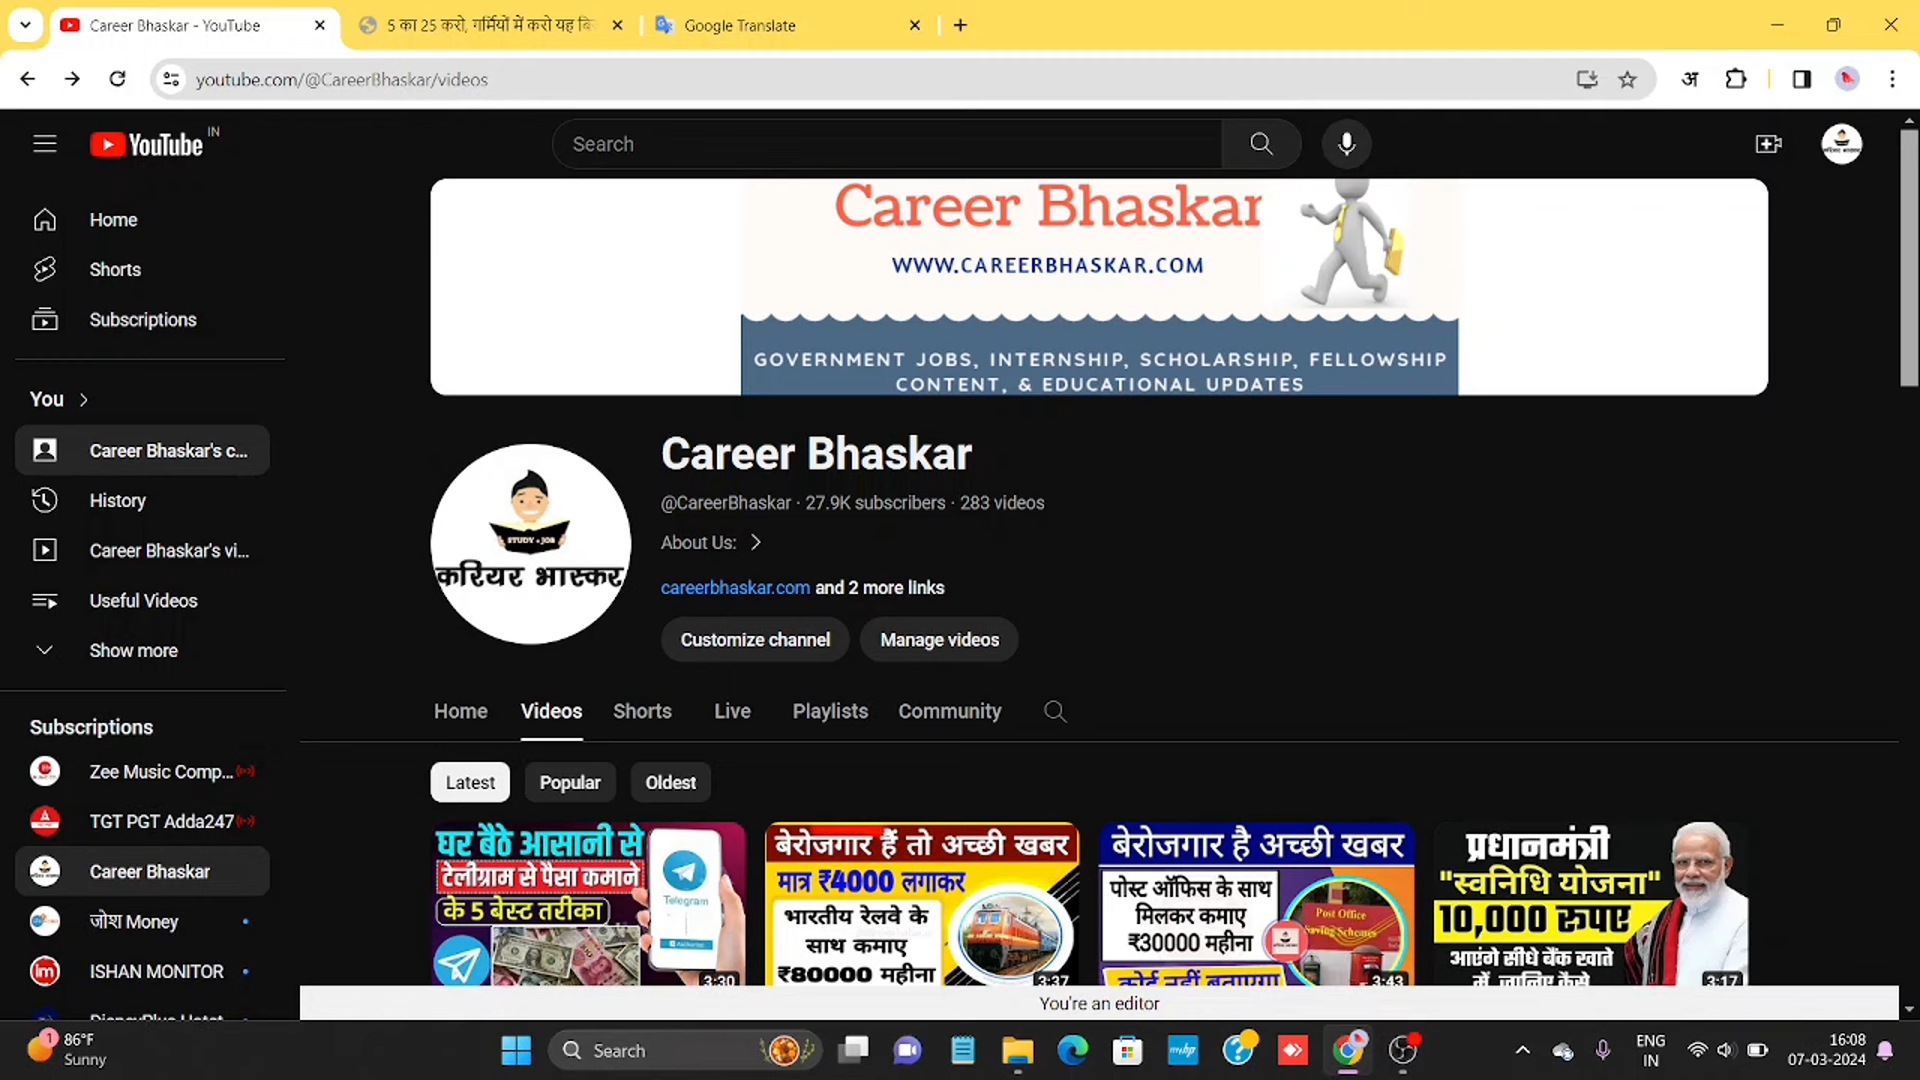 Career Bhaskar - YouTube
5 का 25 करो, गर्मियों में करो यह बि
Google Translate
youtube.com/@CareerBhaskar/videos
अ
YouTube IN
Search
Home
Shorts
Subscriptions
You
Career Bhaskar's c...
History
Career Bhaskar's vi...
Useful Videos
Show more
Subscriptions
Zee Music Comp...
TGT PGT Adda247
Career Bhaskar
जोश Money
ISHAN MONITOR
Career Bhaskar
WWW.CAREERBHASKAR.COM
GOVERNMENT JOBS, INTERNSHIP, SCHOLARSHIP, FELLOWSHIP
CONTENT, & EDUCATIONAL UPDATES
STUDY + JOB
करियर भास्कर
Career Bhaskar
@CareerBhaskar · 27.9K subscribers · 283 videos
About Us:
careerbhaskar.com and 2 more links
Customize channel
Manage videos
Home
Videos
Shorts
Live
Playlists
Community
Latest
Popular
Oldest
घर बैठे आसानी से
टेलीग्राम से पैसा कमाने
के 5 बेस्ट तरीका
Telegram
3:30
बेरोजगार हैं तो अच्छी खबर
मात्र ₹4000 लगाकर
भारतीय रेलवे के
साथ कमाए
₹80000 महीना
3:37
बेरोजगार है अच्छी खबर
पोस्ट ऑफिस के साथ
मिलकर कमाए
₹30000 महीना
कोई नहीं बताएगा
Post Office
Saving Schemes
3:43
प्रधानमंत्री
"स्वनिधि योजना"
10,000 रूपए
आएंगे सीधे बैंक खाते
में, जानिए कैसे
3:17
You're an editor
1
86°F
Sunny
Search
myhp
ENG
IN
16:08
07-03-2024